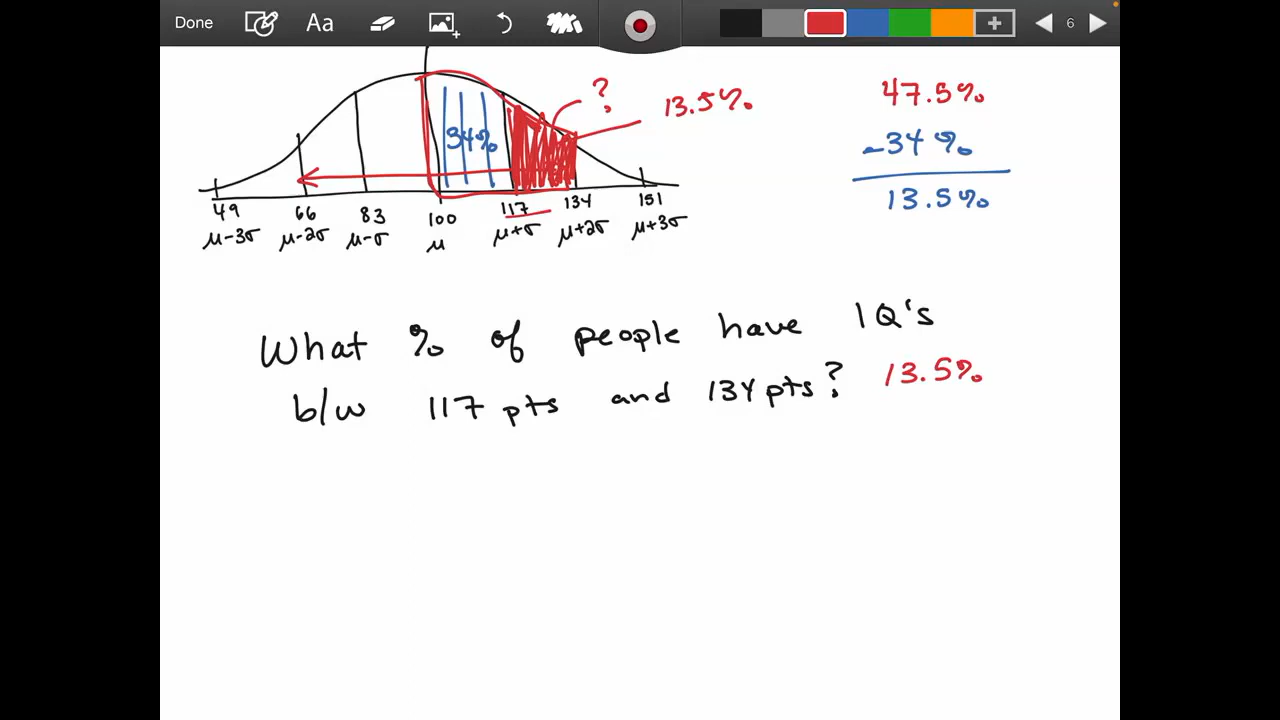 Done Aa 6
? 13.5% 47.5%
34% -34%
13.5%
49 66 83 100 117 134 151
μ-3σ μ-2σ μ-σ μ μ+σ μ+2σ μ+3σ
What % of people have IQ's
b/w 117 pts and 134 pts? 13.5%